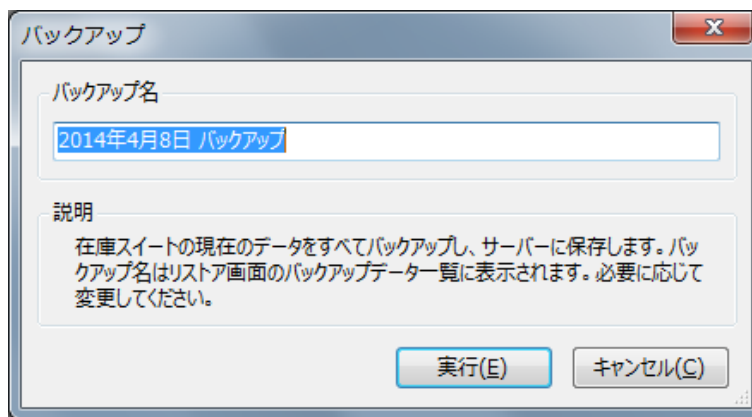 バックアップ
バックアップ名
2014年4月8日 バックアップ
説明
在庫スイートの現在のデータをすべてバックアップし、サーバーに保存します。バッ
クアップ名はリストア画面のバックアップデータ一覧に表示されます。必要に応じて
変更してください。
実行(E)
キャンセル(C)